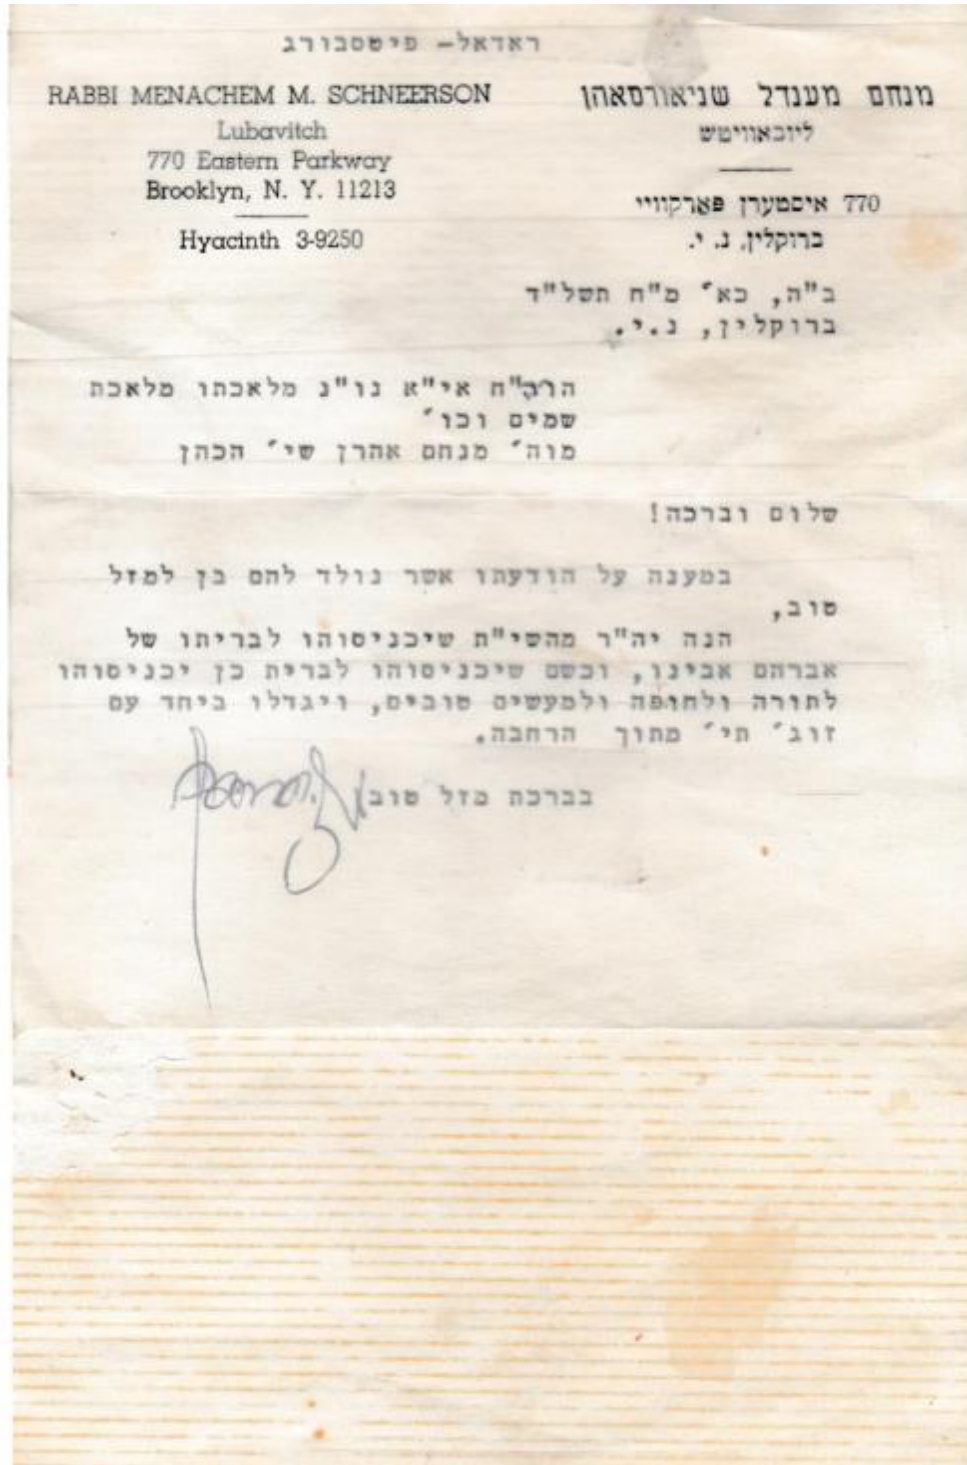 ראדאל- פיטסבורג
RABBI MENACHEM M. SCHNEERSON
Lubavitch
770 Eastern Parkway
Brooklyn, N. Y. 11213
Hyacinth 3-9250
מנחם מענדל שניאורסאהן
ליובאוויטש
770 איסטערן פארקוויי
ברוקלין, נ. י.
ב"ה, כא' מ"ח תשל"ד
ברוקלין, נ.י.
הרה"ח אי"א נו"נ מלאכתו מלאכת
שמים וכו'
מוה' מנחם אהרן שי' הכהן
שלום וברכה!
במענה על הודעתו אשר נולד להם בן למזל
טוב,
הנה יה"ר מהשי"ת שיכניסוהו לבריתו של
אברהם אבינו, וכשם שיכניסוהו לברית כן יכניסוהו
לתורה ולחופה ולמעשים טובים, ויגדלו ביחד עם
זוג' תי' מתוך הרחבה.
בברכת מזל טוב